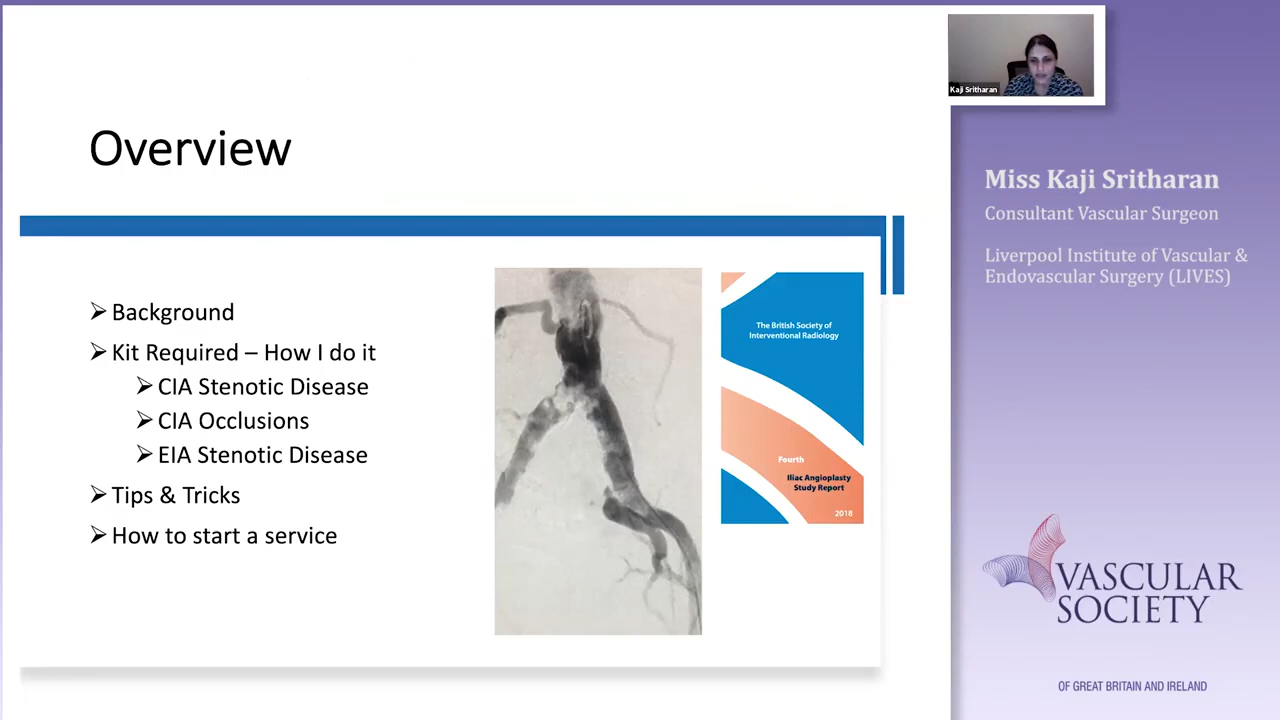 Kaji Sritharan
Overview
Background
Kit Required – How I do it
CIA Stenotic Disease
CIA Occlusions
EIA Stenotic Disease
Tips & Tricks
How to start a service
The British Society of
Interventional Radiology
Fourth
Iliac Angioplasty
Study Report
2018
Miss Kaji Sritharan
Consultant Vascular Surgeon
Liverpool Institute of Vascular &
Endovascular Surgery (LIVES)
VASCULAR
SOCIETY
OF GREAT BRITAIN AND IRELAND